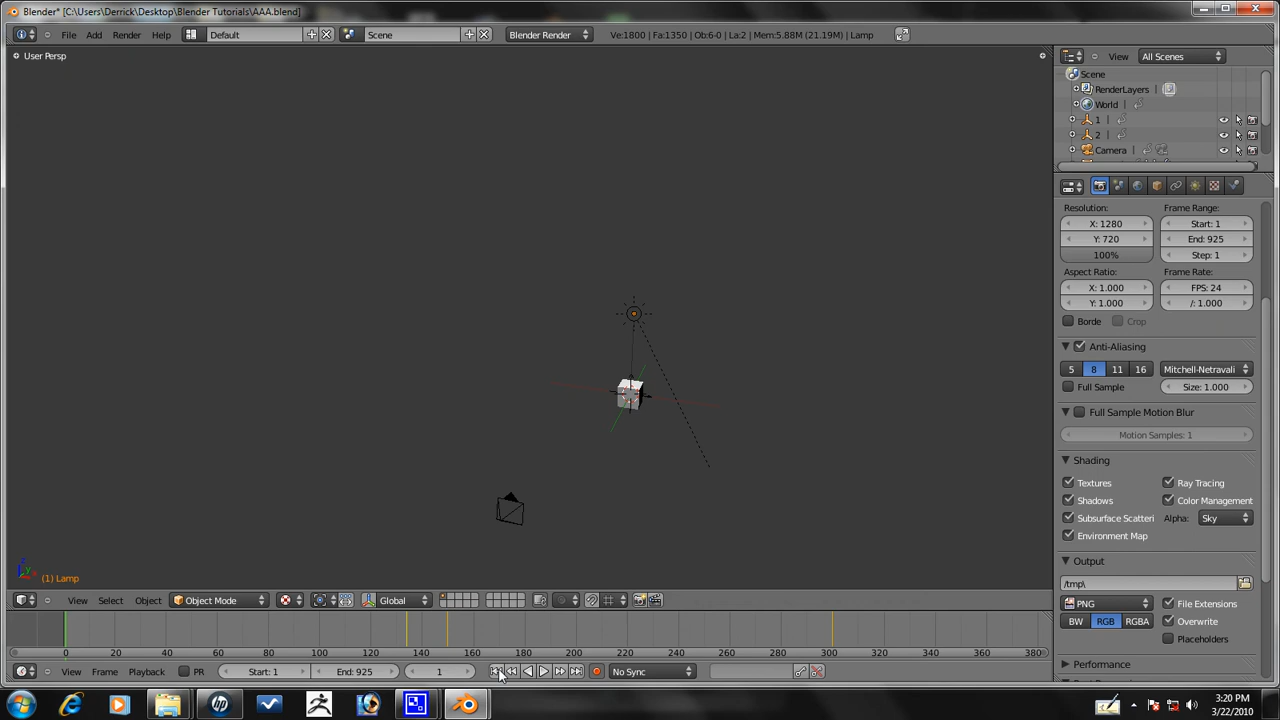 Blender* [C:\Users\Derrick\Desktop\Blender Tutorials\AAA.blend]
File Add Render Help Default Scene Blender Render Ve:1800 | Fa:1350 | Ob:6-0 | La:2 | Mem:5.88M (21.19M) | Lamp
User Persp
View All Scenes
Scene
RenderLayers
World
1
2
Camera
Resolution: Frame Range:
X: 1280 Start: 1
Y: 720 End: 925
100% Step: 1
Aspect Ratio: Frame Rate:
X: 1.000 FPS: 24
Y: 1.000 /: 1.000
Borde Crop
Anti-Aliasing
5 8 11 16 Mitchell-Netravali
Full Sample Size: 1.000
Full Sample Motion Blur
Motion Samples: 1
Shading
Textures Ray Tracing
Shadows Color Management
Subsurface Scatteri Alpha: Sky
Environment Map
Output
/tmp\
PNG File Extensions
BW RGB RGBA Overwrite
Placeholders
Performance
(1) Lamp
View Select Object Object Mode Global
0 20 40 60 80 100 120 140 160 180 200 220 240 260 280 300 320 340 360 380
View Frame Playback PR Start: 1 End: 925 1 No Sync
3:20 PM
3/22/2010